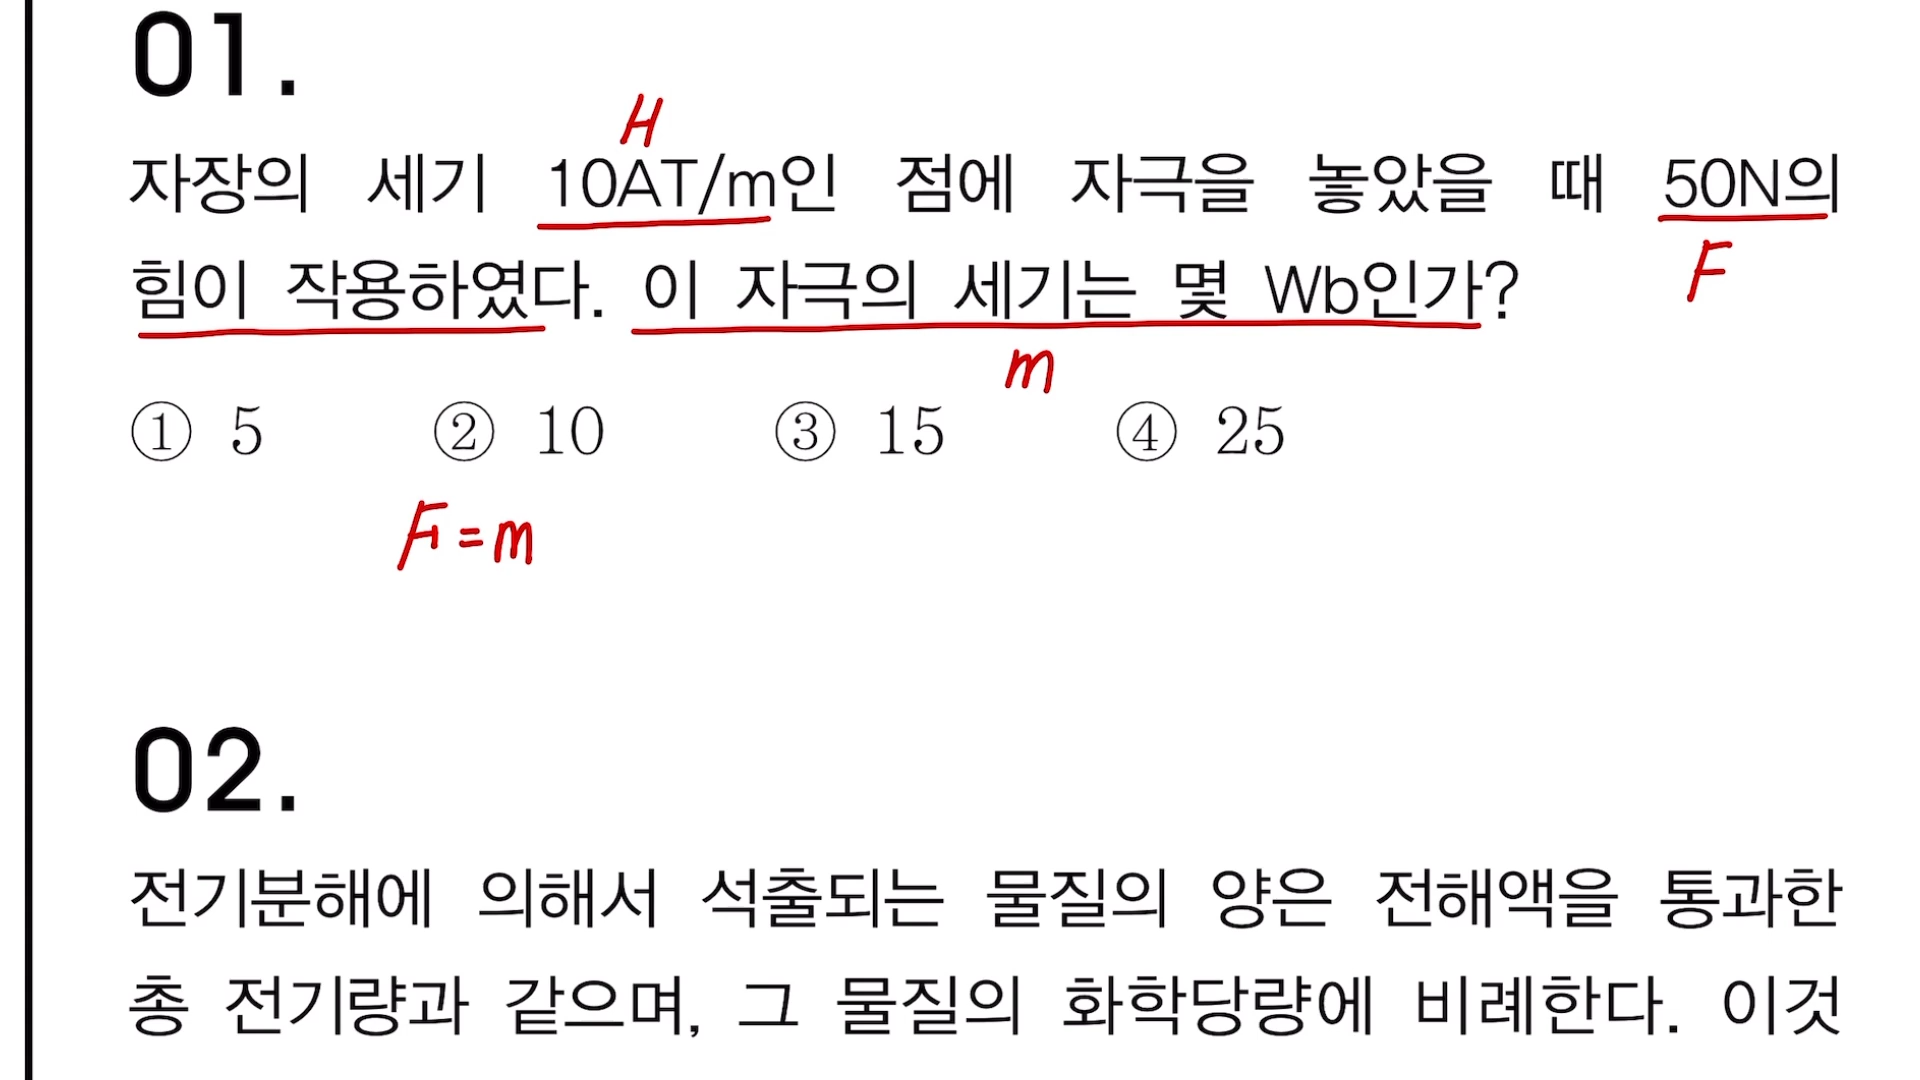 01.
H
자장의 세기 10AT/m인 점에 자극을 놓았을 때 50N의
F
힘이 작용하였다. 이 자극의 세기는 몇 Wb인가?
m
① 5 ② 10 ③ 15 ④ 25
F=m
02.
전기분해에 의해서 석출되는 물질의 양은 전해액을 통과한
총 전기량과 같으며, 그 물질의 화학당량에 비례한다. 이것